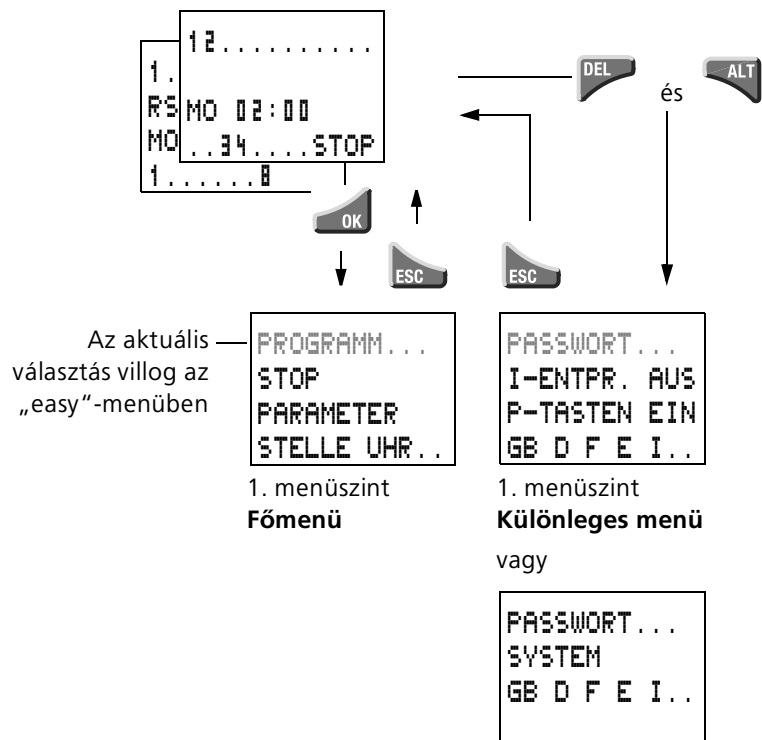 12..........
MO 02:00
..34....STOP
1.
RS
MO
1......8
DEL
és
ALT
OK
ESC
ESC
Az aktuális
választás villog az
„easy"-menüben
PROGRAMM...
STOP
PARAMETER
STELLE UHR..
1. menüszint
Főmenü
PASSWORT...
I-ENTPR. AUS
P-TASTEN EIN
GB D F E I..
1. menüszint
Különleges menü
vagy
PASSWORT...
SYSTEM
GB D F E I..